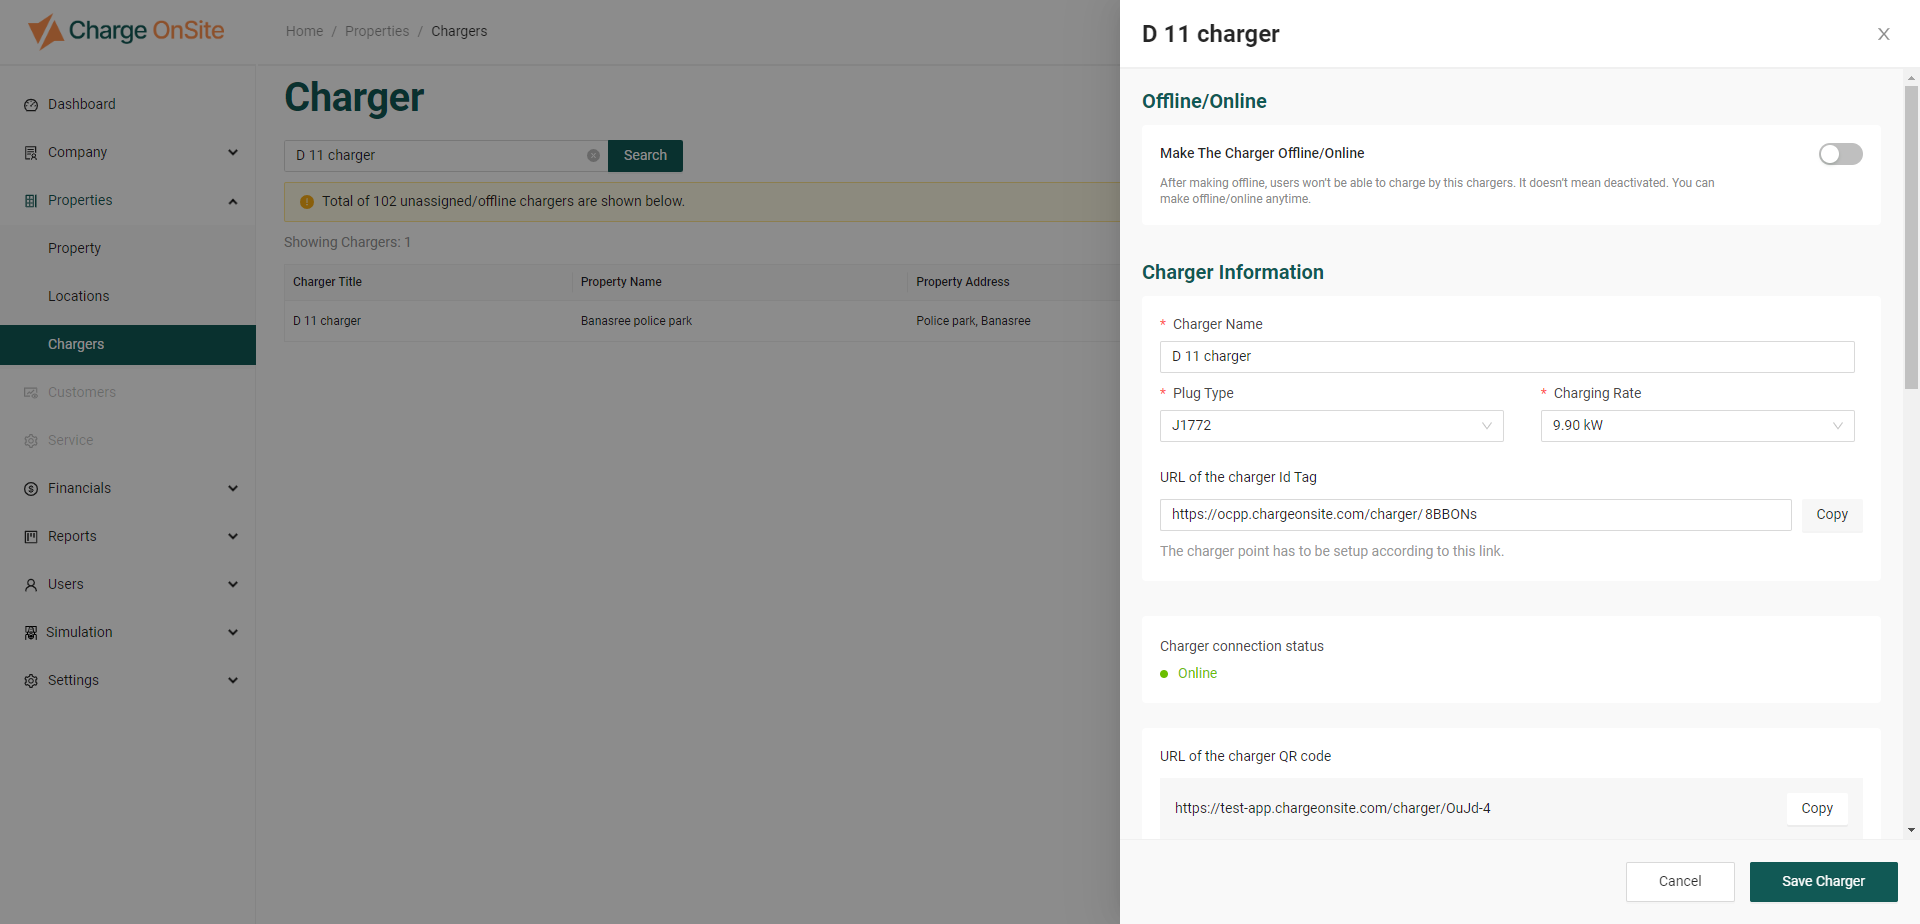 Charge OnSite
Home / Properties / Chargers
Dashboard
Company
Properties
Property
Locations
Chargers
Customers
Service
Financials
Reports
Users
Simulation
Settings
Charger
D 11 charger
Search
Total of 102 unassigned/offline chargers are shown below.
Showing Chargers: 1
Charger Title Property Name Property Address
D 11 charger Banasree police park Police park, Banasree
D 11 charger
Offline/Online
Make The Charger Offline/Online
After making offline, users won't be able to charge by this chargers. It doesn't mean deactivated. You can
make offline/online anytime.
Charger Information
* Charger Name
D 11 charger
* Plug Type * Charging Rate
J1772 9.90 kW
URL of the charger Id Tag
https://ocpp.chargeonsite.com/charger/8BBONs Copy
The charger point has to be setup according to this link.
Charger connection status
Online
URL of the charger QR code
https://test-app.chargeonsite.com/charger/OuJd-4 Copy
Cancel Save Charger